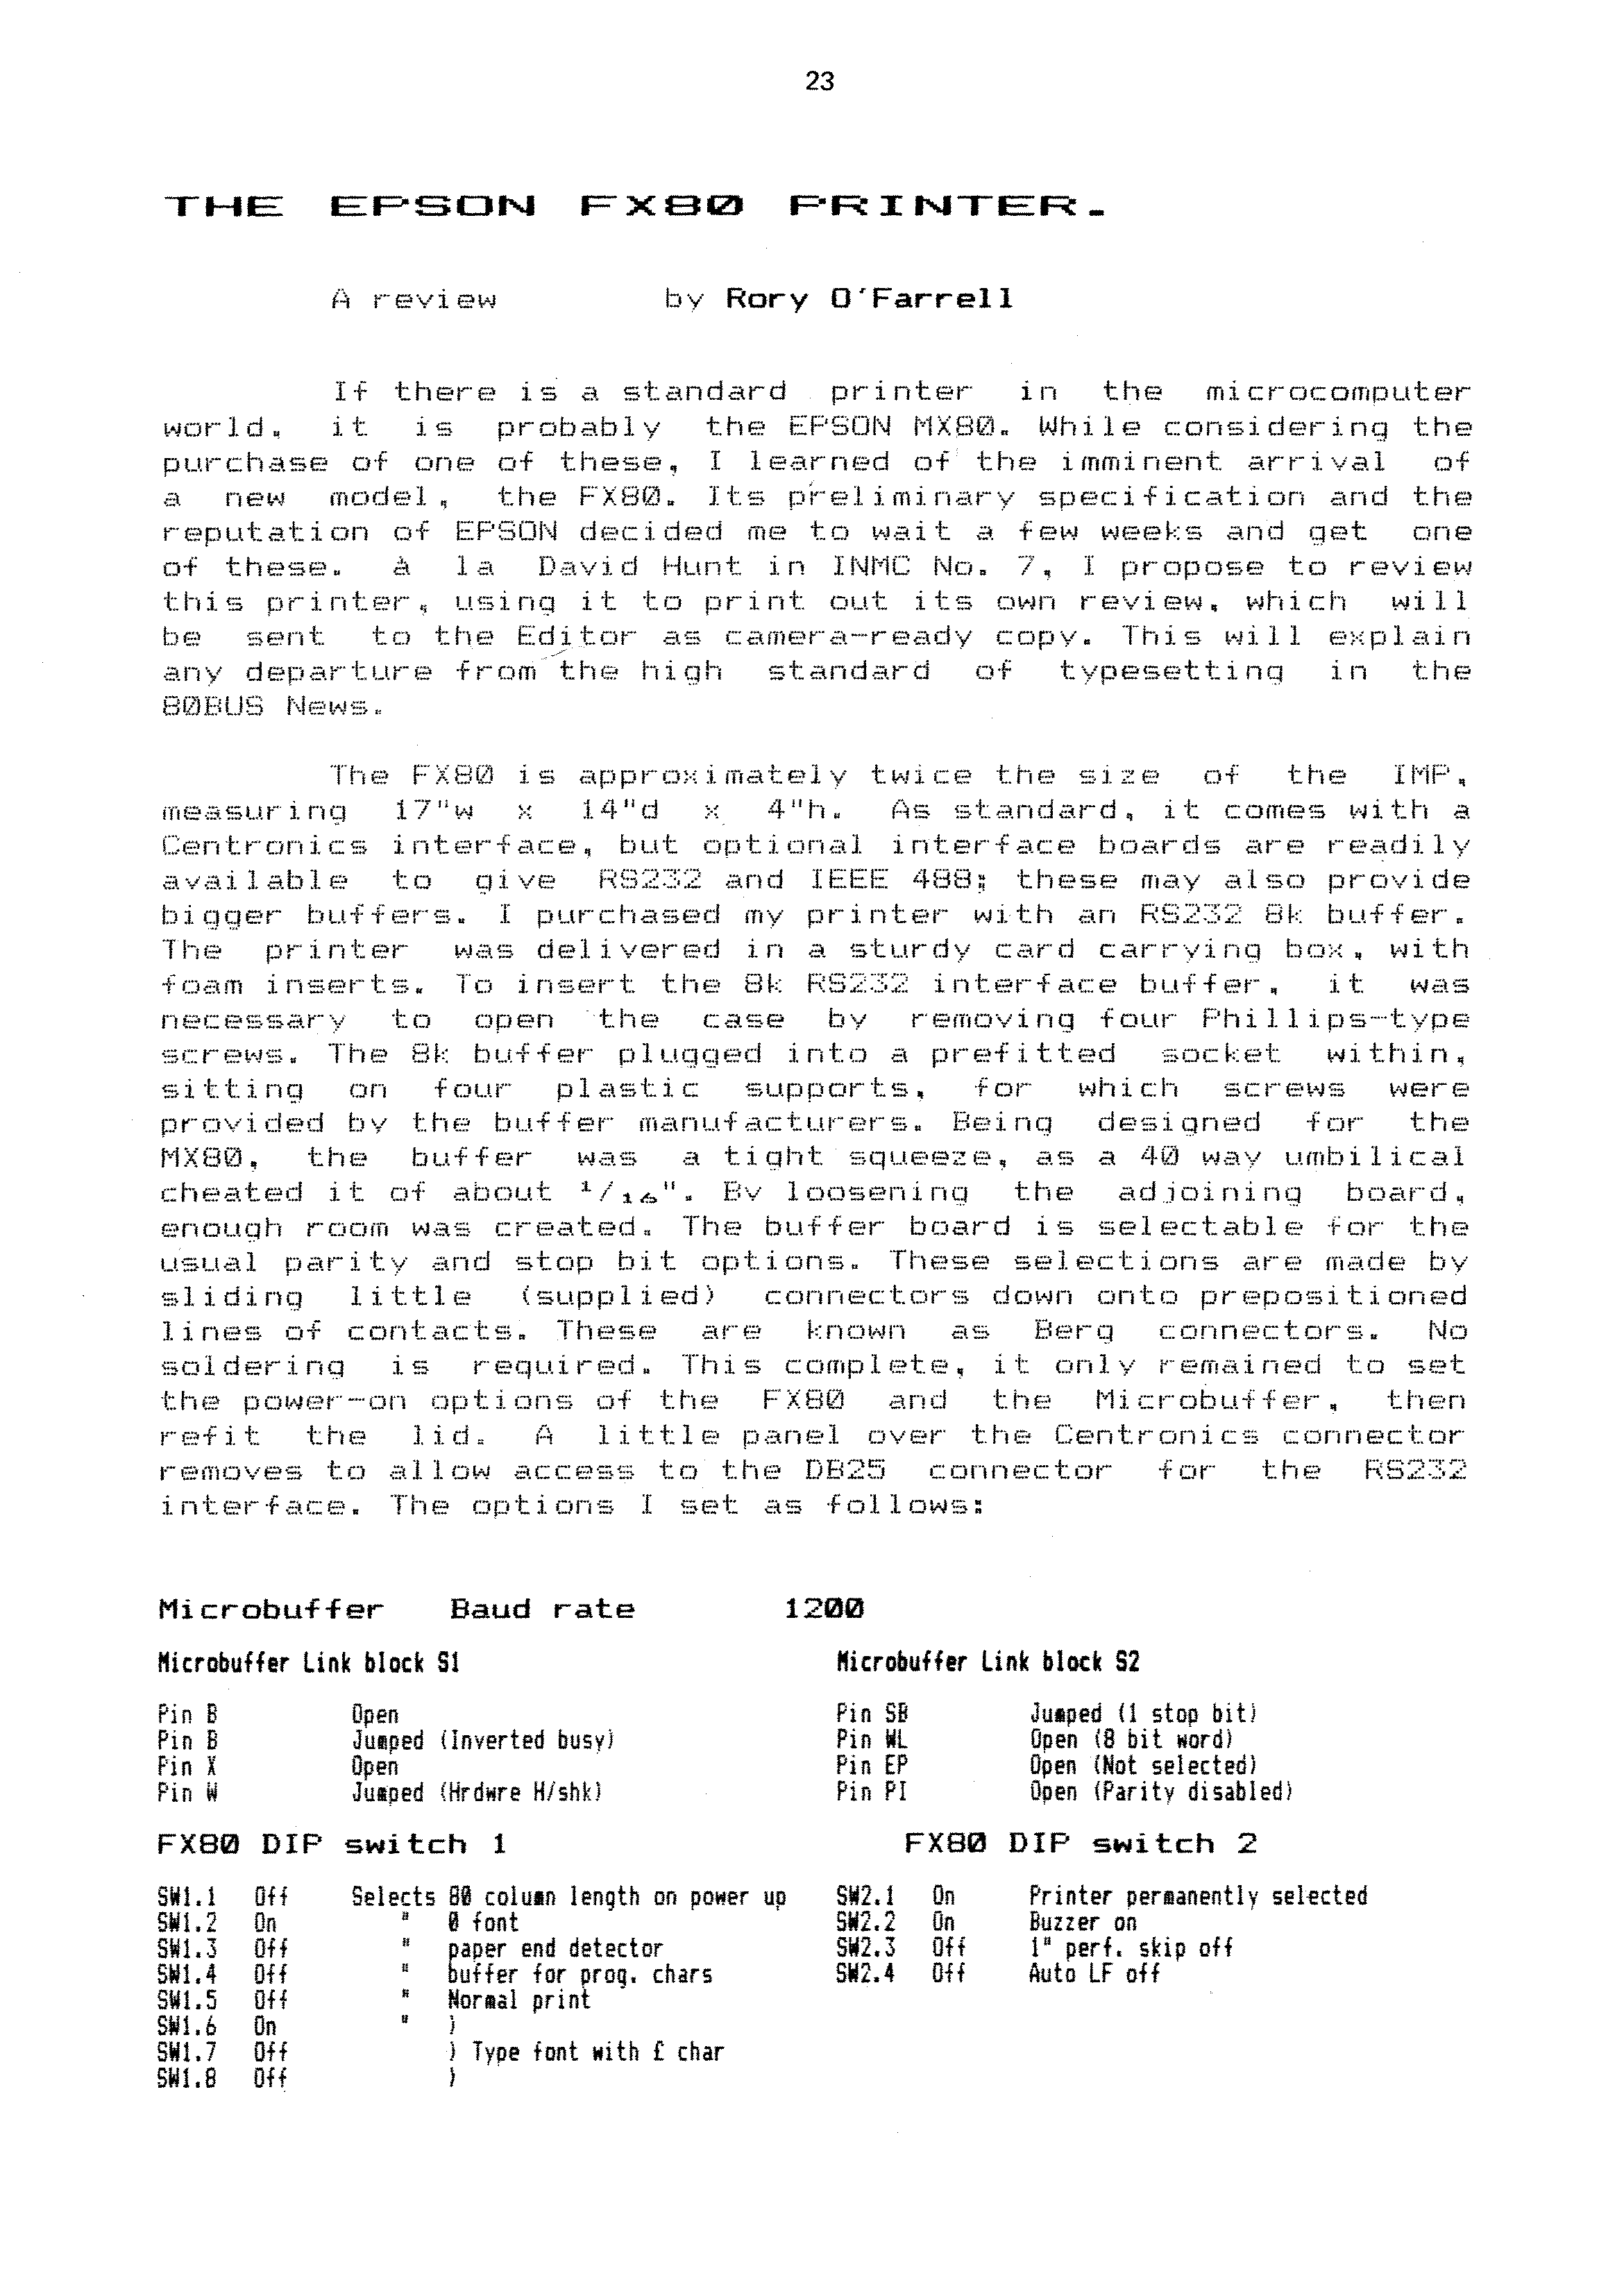 23
THE EPSON FX80 PRINTER.
A review by Rory O'Farrell
If there is a standard printer in the microcomputer
world, it is probably the EPSON MX80. While considering the
purchase of one of these, I learned of the imminent arrival of
a new model, the FX80. Its preliminary specification and the
reputation of EPSON decided me to wait a few weeks and get one
of these. à la David Hunt in INMC No. 7, I propose to review
this printer, using it to print out its own review, which will
be sent to the Editor as camera-ready copy. This will explain
any departure from the high standard of typesetting in the
80BUS News.
The FX80 is approximately twice the size of the IMP,
measuring 17"w x 14"d x 4"h. As standard, it comes with a
Centronics interface, but optional interface boards are readily
available to give RS232 and IEEE 488; these may also provide
bigger buffers. I purchased my printer with an RS232 8k buffer.
The printer was delivered in a sturdy card carrying box, with
foam inserts. To insert the 8k RS232 interface buffer, it was
necessary to open the case by removing four Phillips-type
screws. The 8k buffer plugged into a prefitted socket within,
sitting on four plastic supports, for which screws were
provided by the buffer manufacturers. Being designed for the
MX80, the buffer was a tight squeeze, as a 40 way umbilical
cheated it of about ¹/₁₆". By loosening the adjoining board,
enough room was created. The buffer board is selectable for the
usual parity and stop bit options. These selections are made by
sliding little (supplied) connectors down onto prepositioned
lines of contacts. These are known as Berg connectors. No
soldering is required. This complete, it only remained to set
the power-on options of the FX80 and the Microbuffer, then
refit the lid. A little panel over the Centronics connector
removes to allow access to the DB25 connector for the RS232
interface. The options I set as follows:
Microbuffer Baud rate 1200
Microbuffer Link block S1 Microbuffer Link block S2
Pin B Open Pin SB Jumped (1 stop bit)
Pin B Jumped (Inverted busy) Pin WL Open (8 bit word)
Pin X Open Pin EP Open (Not selected)
Pin W Jumped (Hrdwre H/shk) Pin PI Open (Parity disabled)
FX80 DIP switch 1 FX80 DIP switch 2
SW1.1 Off Selects 80 column length on power up SW2.1 On Printer permanently selected
SW1.2 On " 0 font SW2.2 On Buzzer on
SW1.3 Off " paper end detector SW2.3 Off 1" perf. skip off
SW1.4 Off " buffer for prog. chars SW2.4 Off Auto LF off
SW1.5 Off " Normal print
SW1.6 On " )
SW1.7 Off ) Type font with £ char
SW1.8 Off )